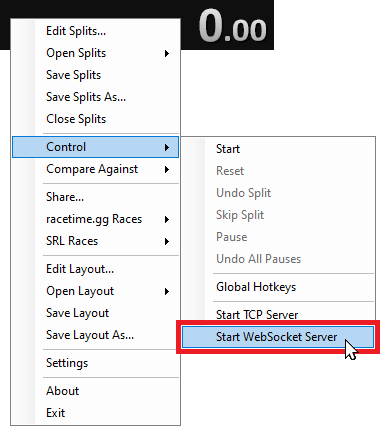 0.00
Edit Splits...
Open Splits
Save Splits
Save Splits As...
Close Splits
Control
Compare Against
Share...
racetime.gg Races
SRL Races
Edit Layout...
Open Layout
Save Layout
Save Layout As...
Settings
About
Exit
Start
Reset
Undo Split
Skip Split
Pause
Undo All Pauses
Global Hotkeys
Start TCP Server
Start WebSocket Server